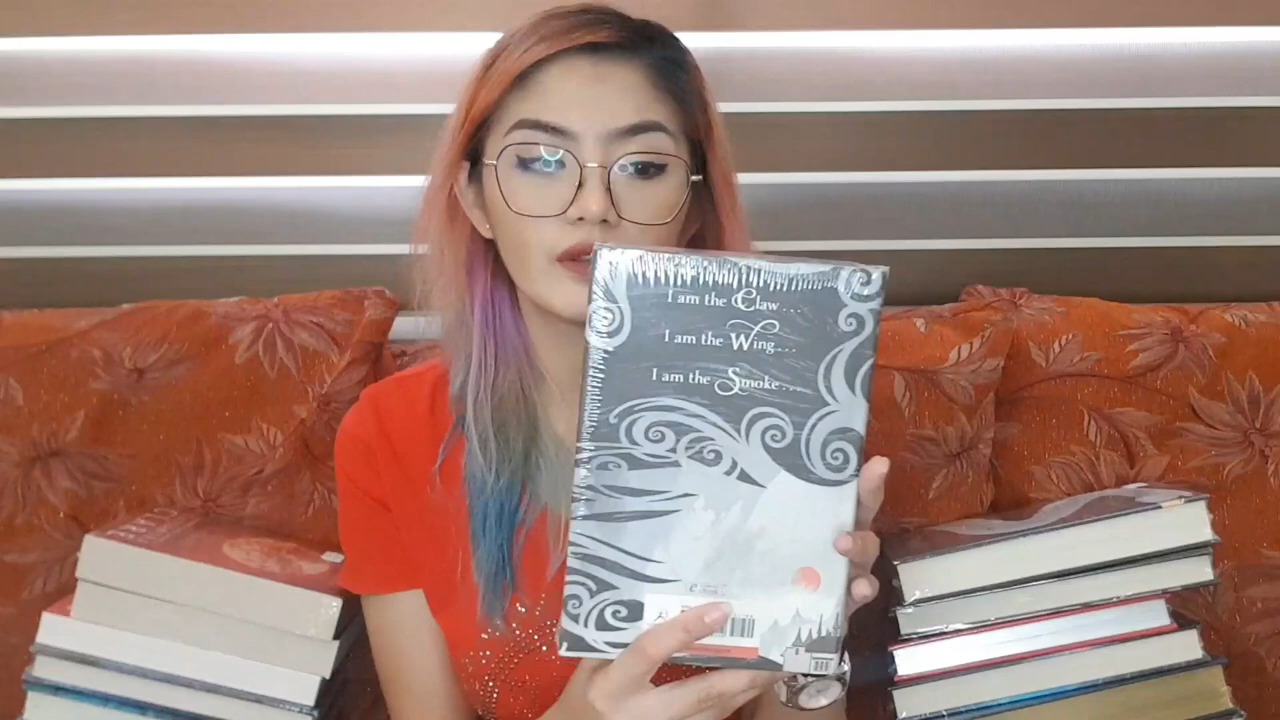 I am the Claw . . .
I am the Wing . . .
I am the Smoke . . .